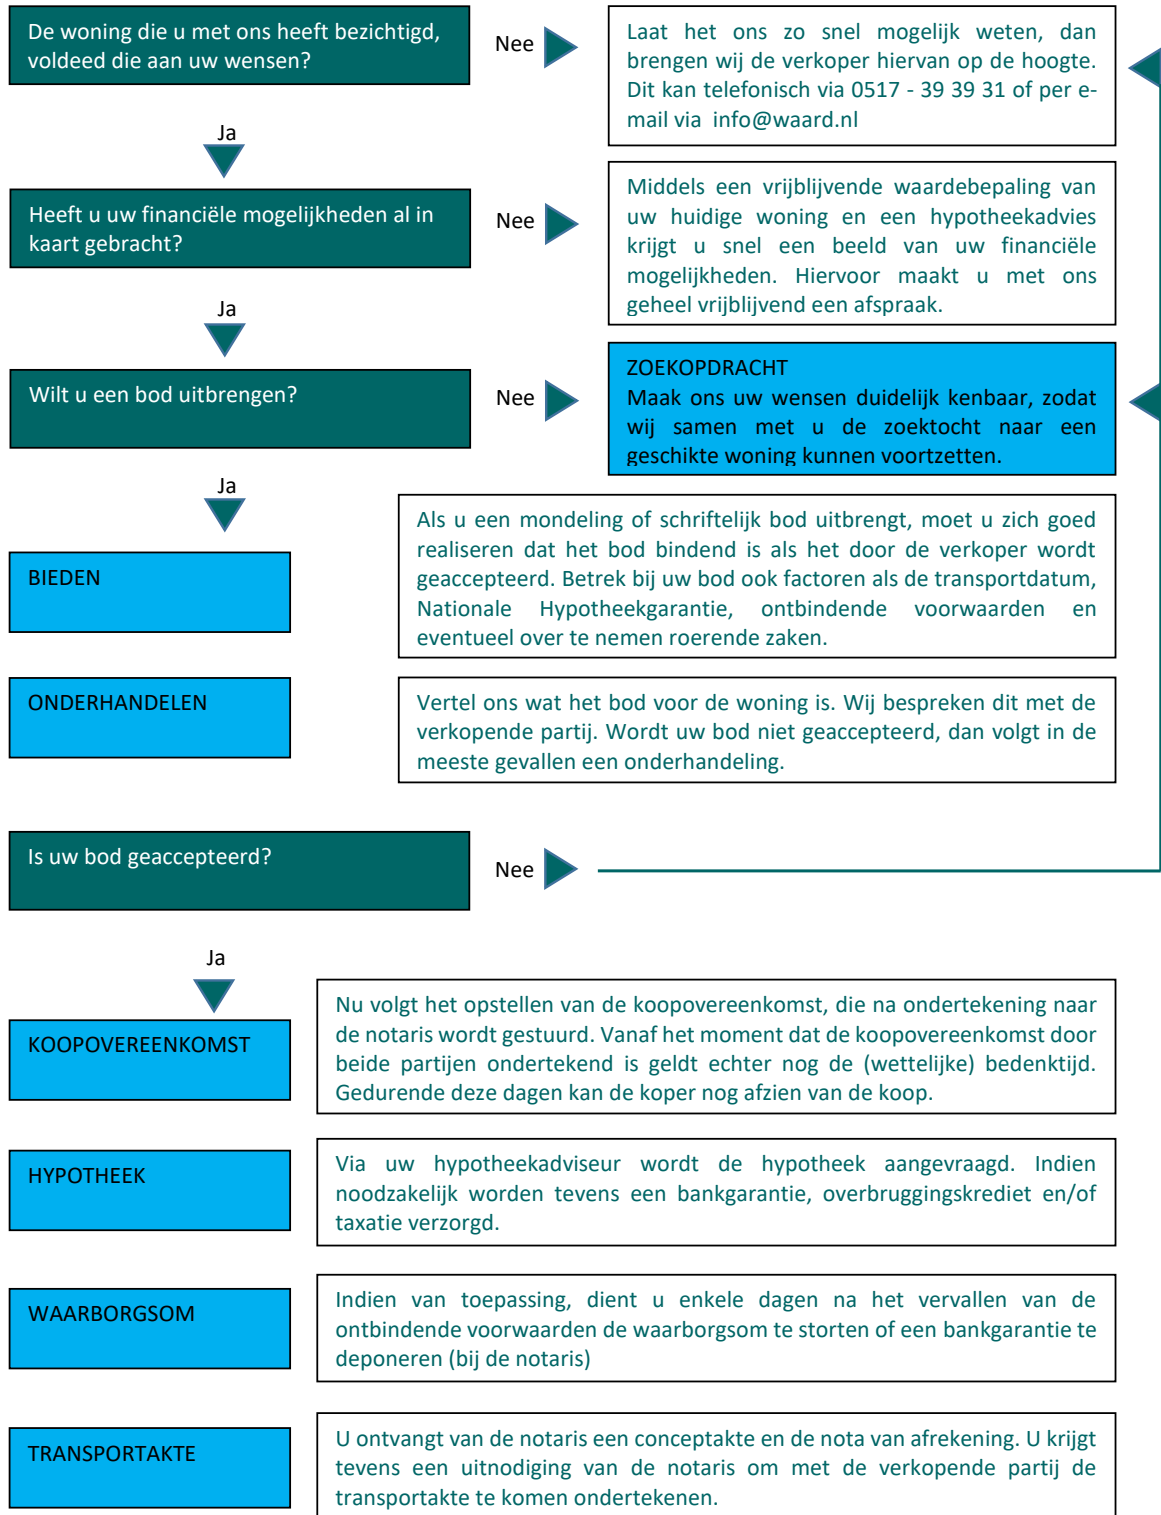 De woning die u met ons heeft bezichtigd,
voldeed die aan uw wensen?
Nee
Laat het ons zo snel mogelijk weten, dan
brengen wij de verkoper hiervan op de hoogte.
Dit kan telefonisch via 0517 - 39 39 31 of per e-
mail via info@waard.nl
Ja
Heeft u uw financiële mogelijkheden al in
kaart gebracht?
Nee
Middels een vrijblijvende waardebepaling van
uw huidige woning en een hypotheekadvies
krijgt u snel een beeld van uw financiële
mogelijkheden. Hiervoor maakt u met ons
geheel vrijblijvend een afspraak.
Ja
Wilt u een bod uitbrengen?
Nee
ZOEKOPDRACHT
Maak ons uw wensen duidelijk kenbaar, zodat
wij samen met u de zoektocht naar een
geschikte woning kunnen voortzetten.
Ja
BIEDEN
Als u een mondeling of schriftelijk bod uitbrengt, moet u zich goed
realiseren dat het bod bindend is als het door de verkoper wordt
geaccepteerd. Betrek bij uw bod ook factoren als de transportdatum,
Nationale Hypotheekgarantie, ontbindende voorwaarden en
eventueel over te nemen roerende zaken.
ONDERHANDELEN
Vertel ons wat het bod voor de woning is. Wij bespreken dit met de
verkopende partij. Wordt uw bod niet geaccepteerd, dan volgt in de
meeste gevallen een onderhandeling.
Is uw bod geaccepteerd?
Nee
Ja
KOOPOVEREENKOMST
Nu volgt het opstellen van de koopovereenkomst, die na ondertekening naar
de notaris wordt gestuurd. Vanaf het moment dat de koopovereenkomst door
beide partijen ondertekend is geldt echter nog de (wettelijke) bedenktijd.
Gedurende deze dagen kan de koper nog afzien van de koop.
HYPOTHEEK
Via uw hypotheekadviseur wordt de hypotheek aangevraagd. Indien
noodzakelijk worden tevens een bankgarantie, overbruggingskrediet en/of
taxatie verzorgd.
WAARBORGSOM
Indien van toepassing, dient u enkele dagen na het vervallen van de
ontbindende voorwaarden de waarborgsom te storten of een bankgarantie te
deponeren (bij de notaris)
TRANSPORTAKTE
U ontvangt van de notaris een conceptakte en de nota van afrekening. U krijgt
tevens een uitnodiging van de notaris om met de verkopende partij de
transportakte te komen ondertekenen.